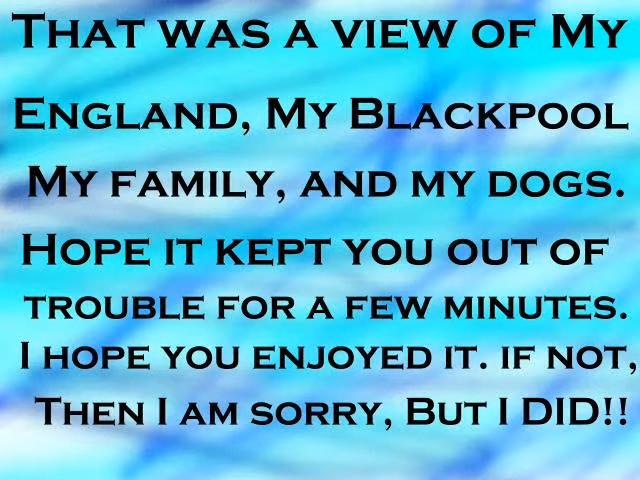 That was a view of My
England, My Blackpool
My family, and my dogs.
Hope it kept you out of
trouble for a few minutes.
I hope you enjoyed it. if not,
Then I am sorry, But I DID!!